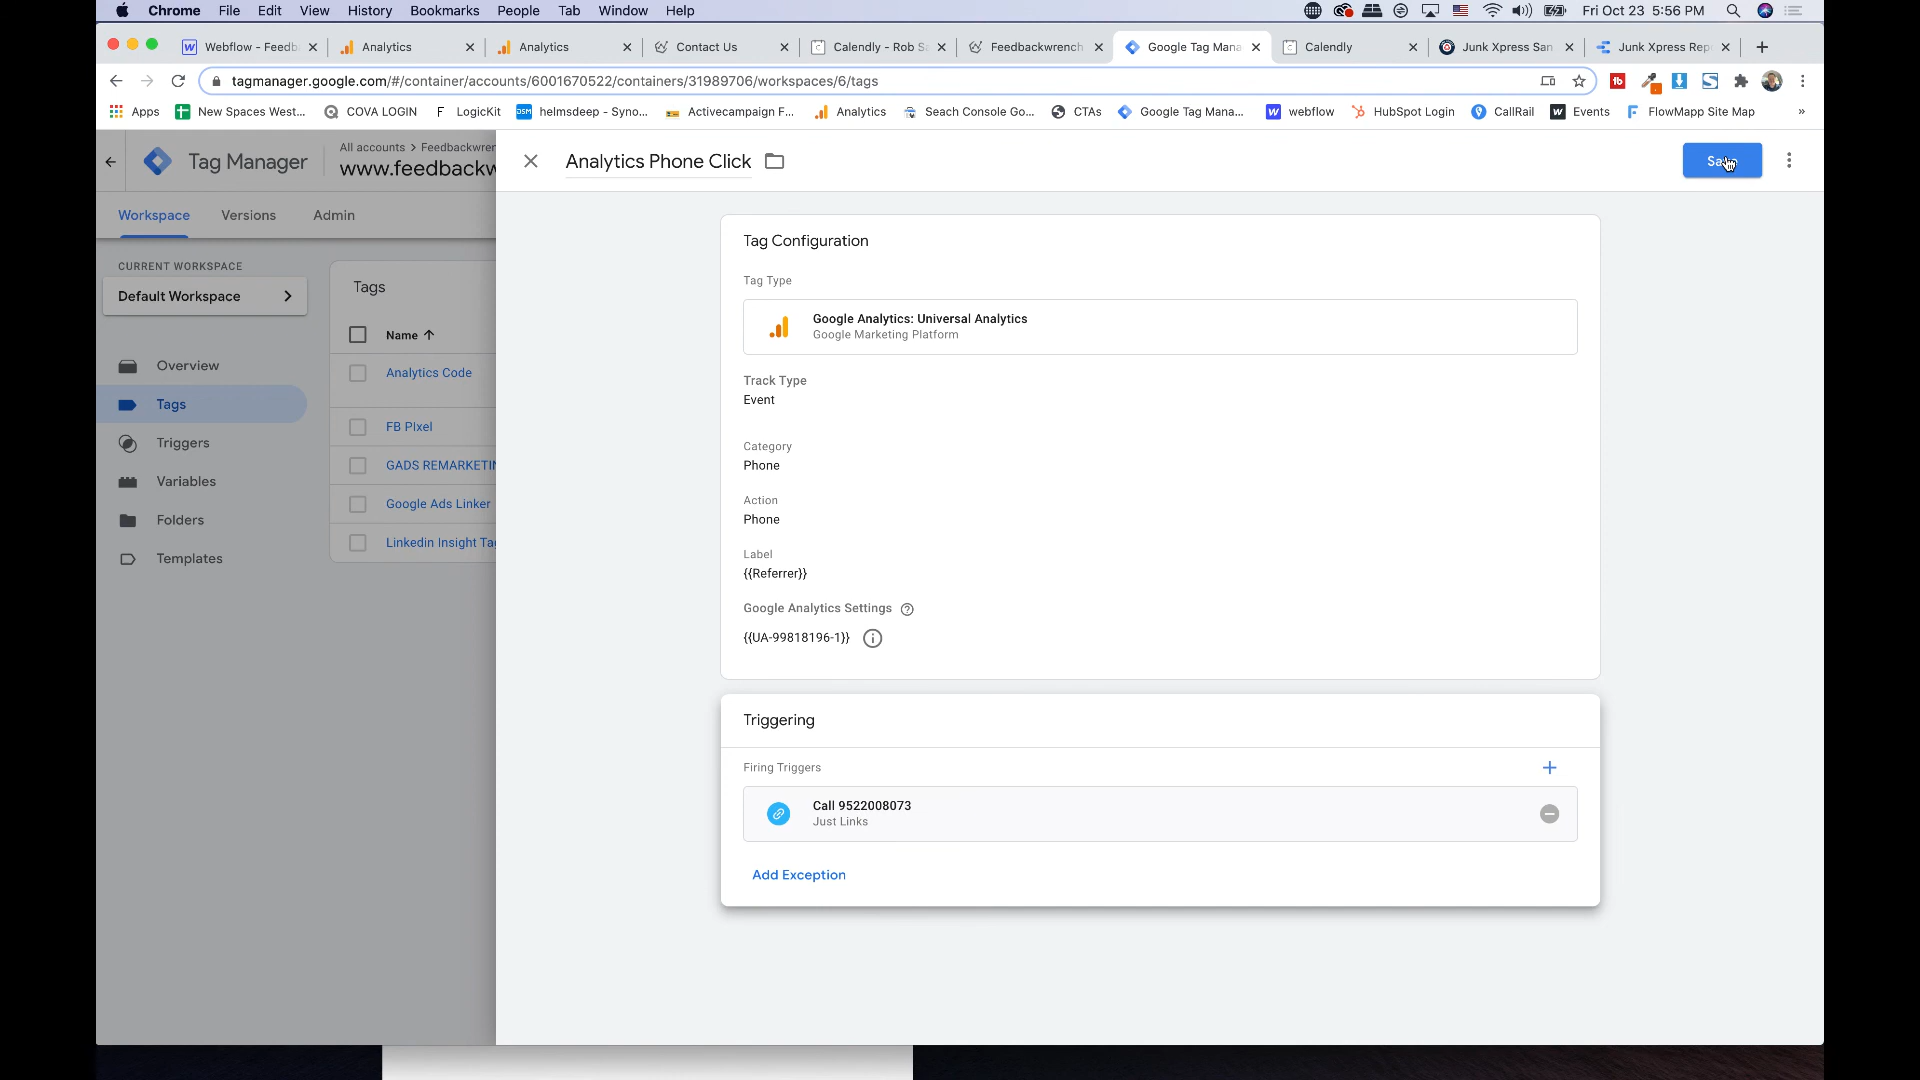 Chrome File Edit View History Bookmarks People Tab Window Help Fri Oct 23 5:56 PM
Webflow - Feedb Analytics Analytics Contact Us Calendly - Rob S Feedbackwrench Google Tag Mana Calendly Junk Xpress San Junk Xpress Rep
tagmanager.google.com/#/container/accounts/6001670522/containers/31989706/workspaces/6/tags
Apps New Spaces West... COVA LOGIN LogicKit helmsdeep - Syno... Activecampaign F... Analytics Seach Console Go... CTAs Google Tag Mana... webflow HubSpot Login CallRail Events FlowMapp Site Map »
Tag Manager
All accounts > Feedbackwren
www.feedbackw
Analytics Phone Click
Workspace Versions Admin
CURRENT WORKSPACE
Default Workspace
Overview
Tags
Triggers
Variables
Folders
Templates
Tags
Name
Analytics Code
FB PIxel
GADS REMARKETIN
Google Ads Linker
Linkedin Insight Tag
Tag Configuration
Tag Type
Google Analytics: Universal Analytics
Google Marketing Platform
Track Type
Event
Category
Phone
Action
Phone
Label
{{Referrer}}
Google Analytics Settings
{{UA-99818196-1}}
Triggering
Firing Triggers
Call 9522008073
Just Links
Add Exception